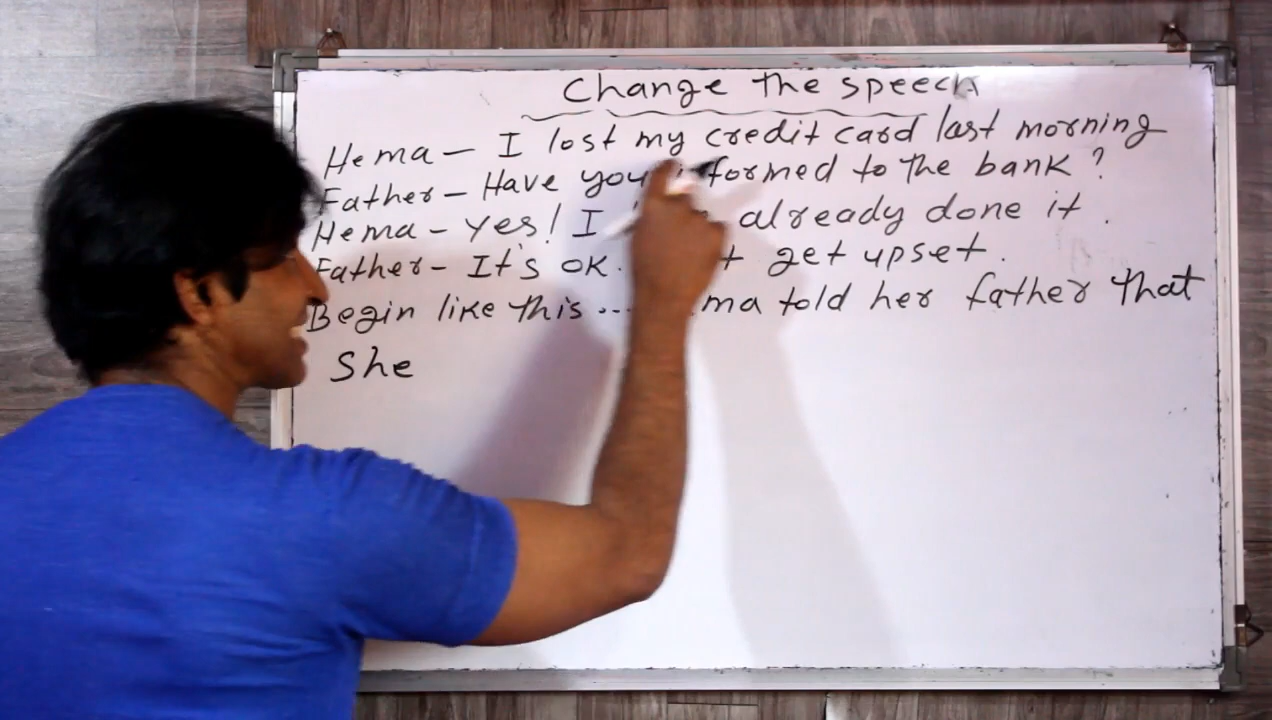 Change the speech
Hema - I lost my credit card last morning
Father - Have you formed to the bank ?
Hema - Yes! I already done it .
Father - It's ok. get upset .
Begin like this ... told her father that
She